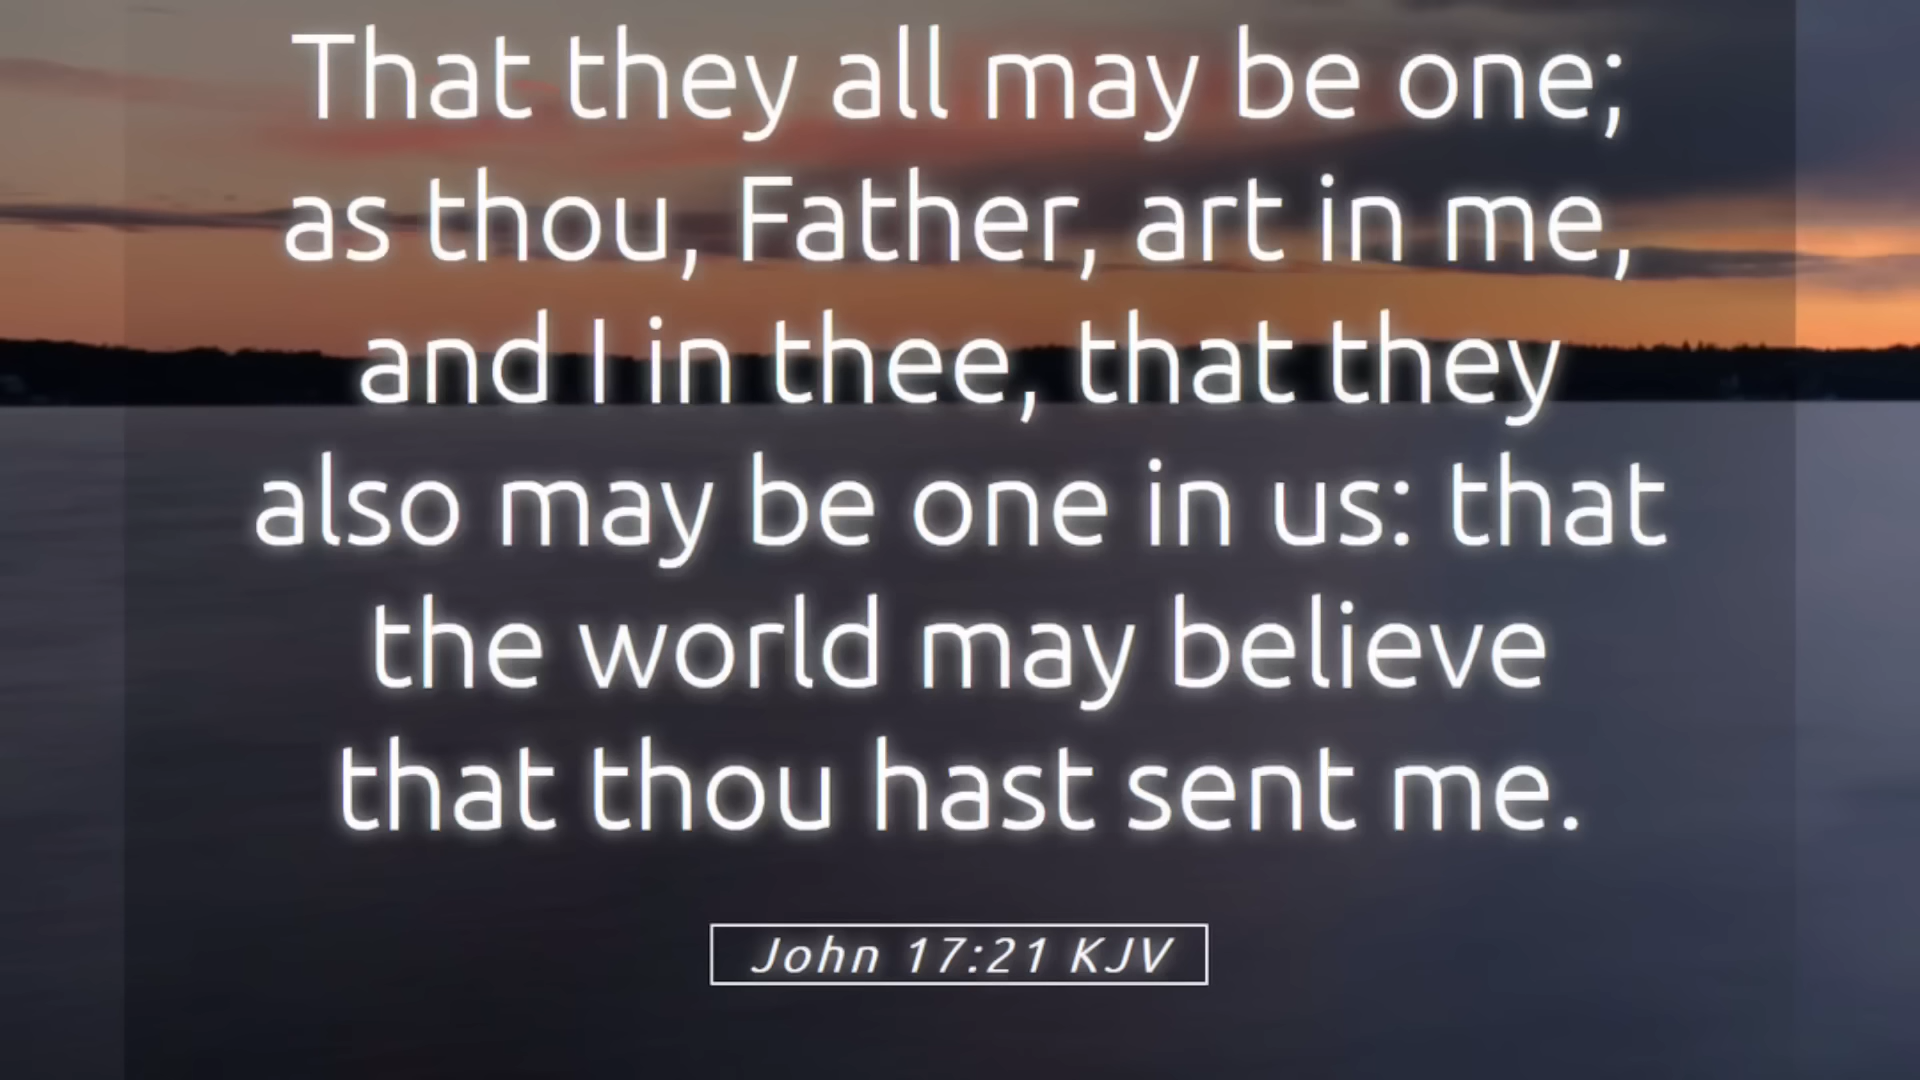 That they all may be one;
as thou, Father, art in me,
and I in thee, that they
also may be one in us: that
the world may believe
that thou hast sent me.
John 17:21 KJV